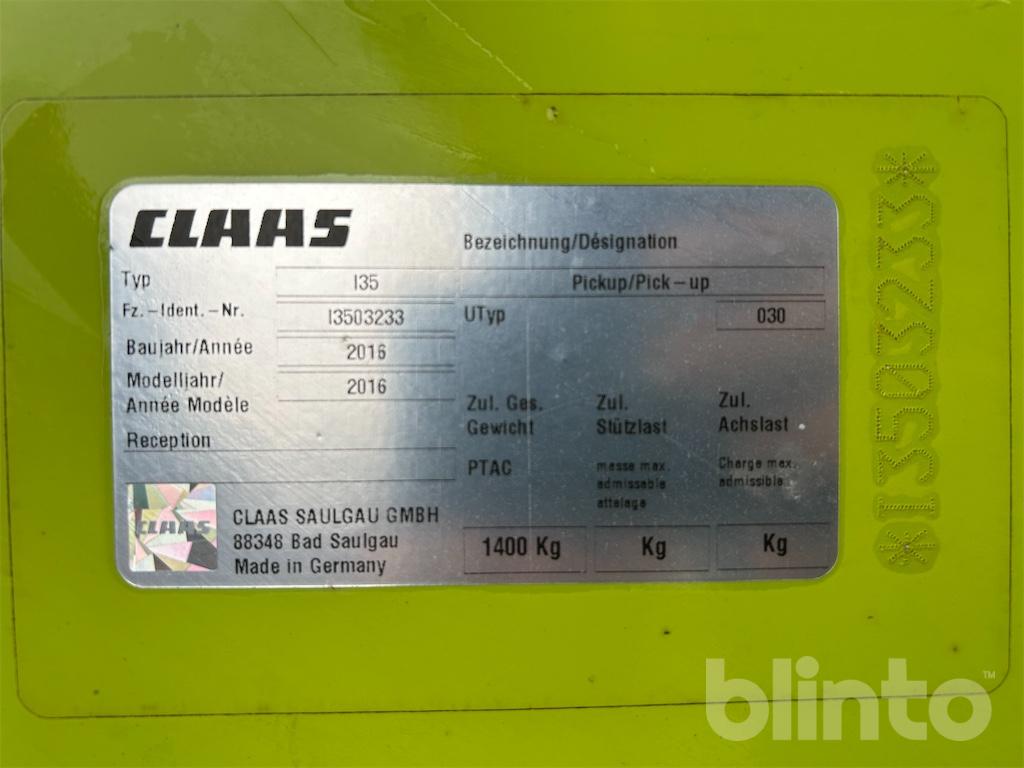 CLAAS
Bezeichnung/Désignation
Typ I35
Pickup/Pick-up
Fz.-Ident.-Nr. I3503233
UTyp 030
Baujahr/Année 2016
Modelljahr/
Année Modèle 2016
Reception
Zul. Ges.
Gewicht
PTAC
1400 Kg
Zul.
Stützlast
masse max.
admissable
attelage
Kg
Zul.
Achslast
Charge max.
admissible.
Kg
CLAAS
CLAAS SAULGAU GMBH
88348 Bad Saulgau
Made in Germany
*I3503233*
blinto™